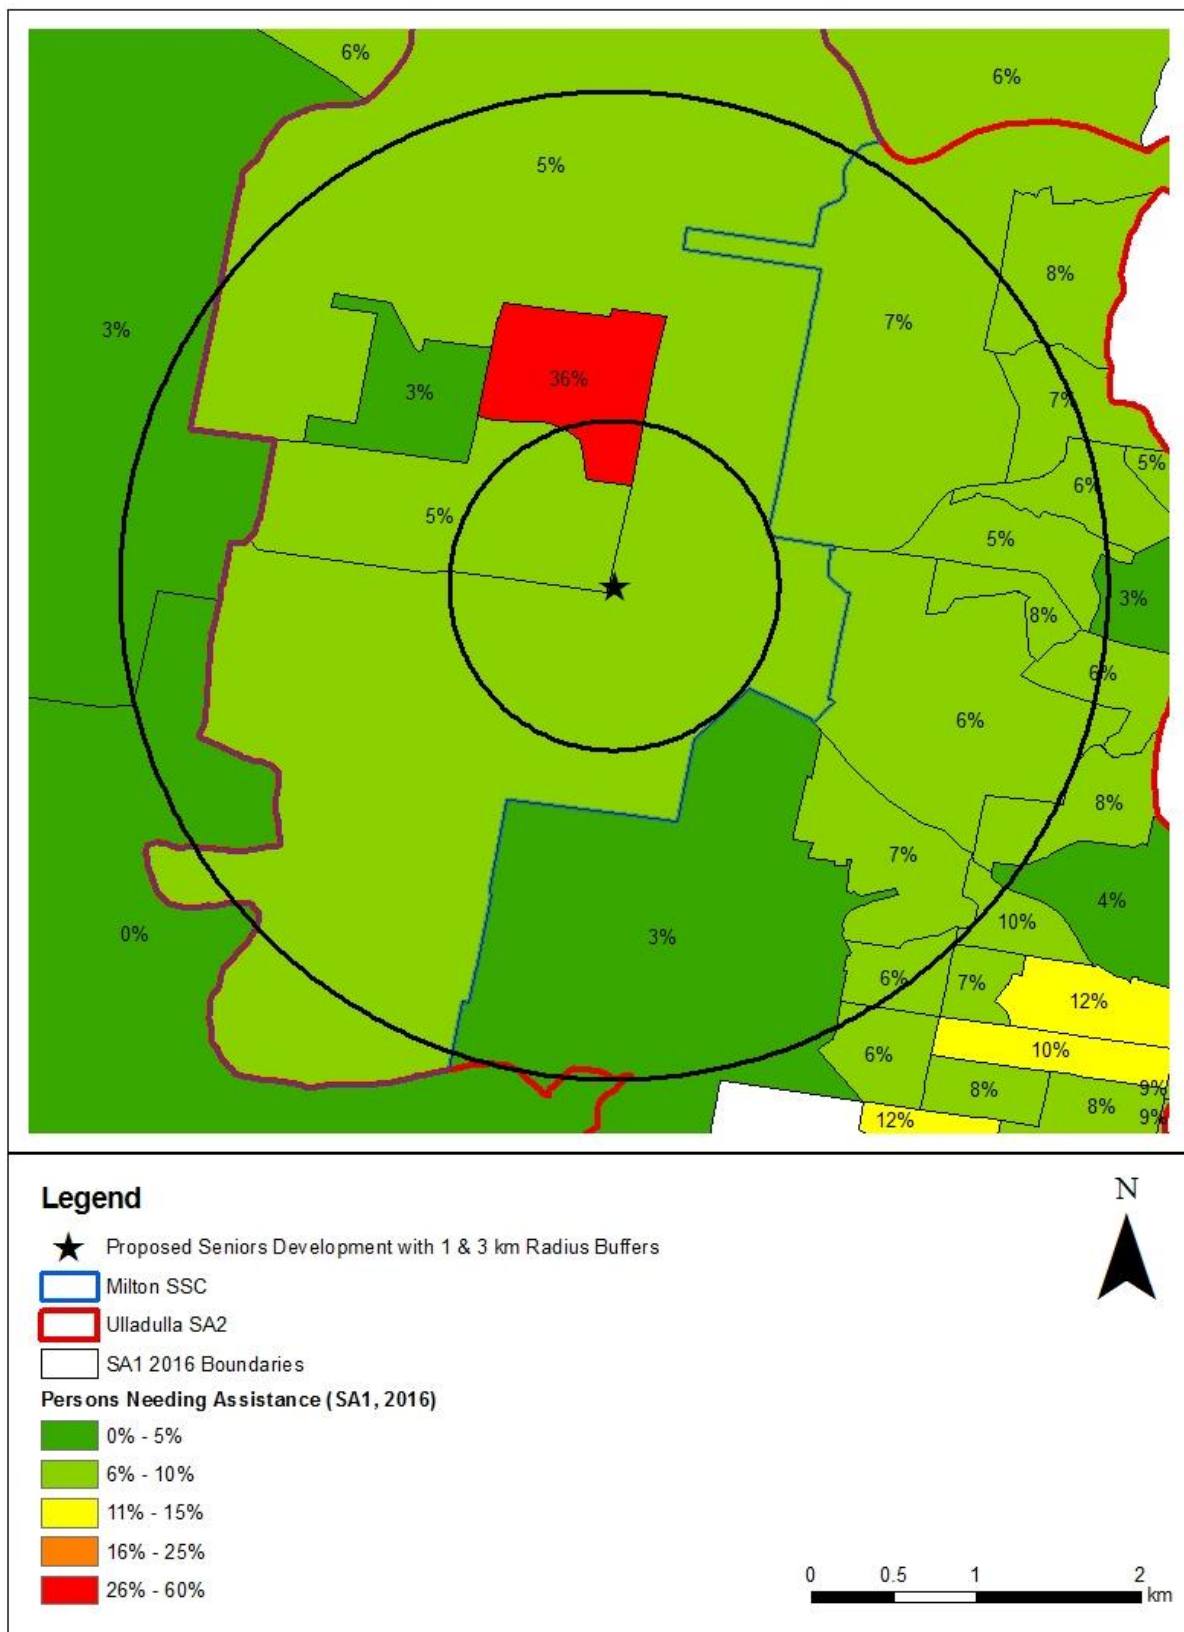 6%
6%
5%
8%
3%
7%
36%
3%
7%
5%
6%
5%
5%
3%
8%
6%
6%
8%
7%
4%
10%
0%
3%
6%
7%
12%
10%
6%
8%
9%
8%
9%
12%
Legend
N
Proposed Seniors Development with 1 & 3 km Radius Buffers
Milton SSC
Ulladulla SA2
SA1 2016 Boundaries
Persons Needing Assistance (SA1, 2016)
0% - 5%
6% - 10%
11% - 15%
16% - 25%
26% - 60%
0 0.5 1 2
km